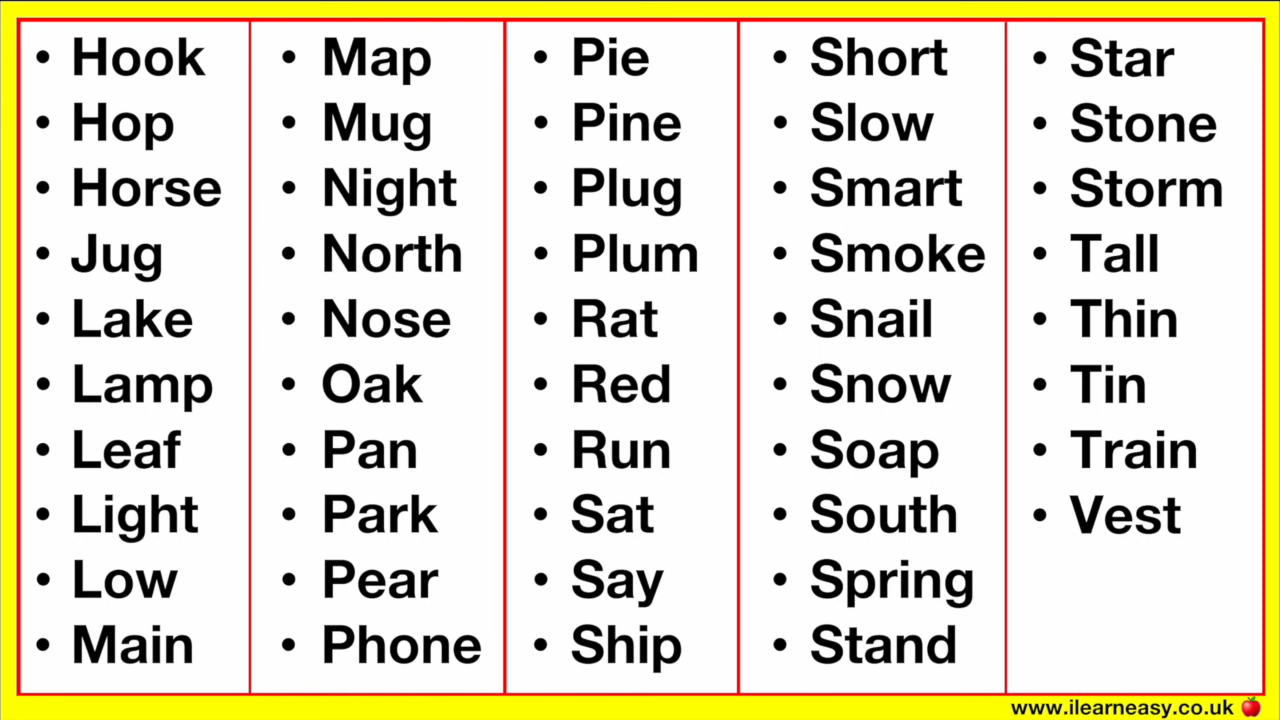 • Hook
• Hop
• Horse
• Jug
• Lake
• Lamp
• Leaf
• Light
• Low
• Main
• Map
• Mug
• Night
• North
• Nose
• Oak
• Pan
• Park
• Pear
• Phone
• Pie
• Pine
• Plug
• Plum
• Rat
• Red
• Run
• Sat
• Say
• Ship
• Short
• Slow
• Smart
• Smoke
• Snail
• Snow
• Soap
• South
• Spring
• Stand
• Star
• Stone
• Storm
• Tall
• Thin
• Tin
• Train
• Vest
www.ilearneasy.co.uk